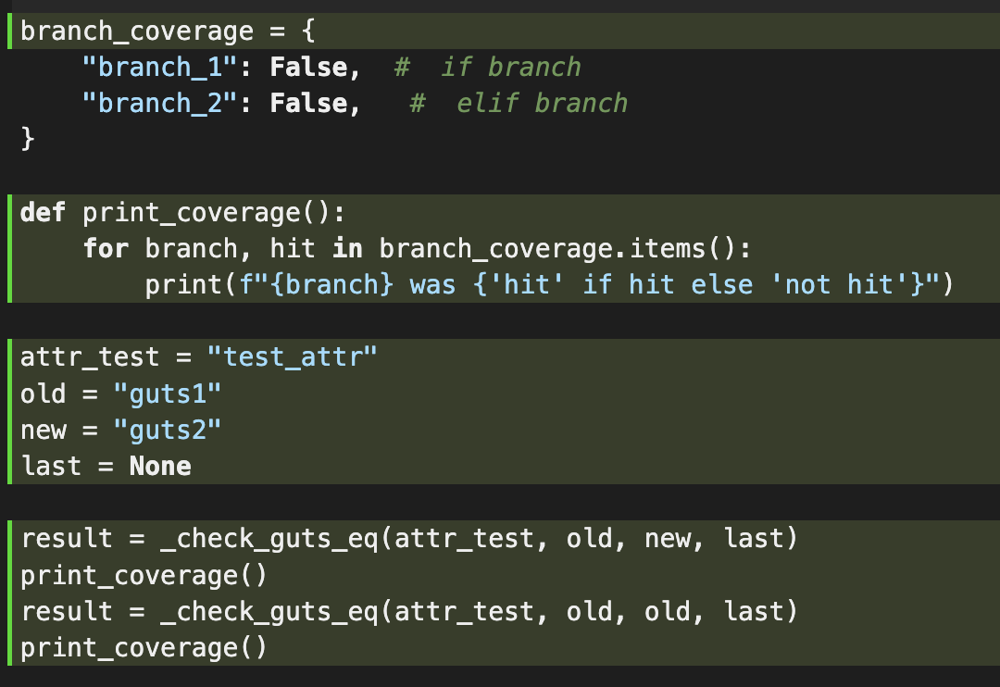 branch_coverage = {
    "branch_1": False,  #  if branch
    "branch_2": False,   #  elif branch
}
def print_coverage():
    for branch, hit in branch_coverage.items():
        print(f"{branch} was {'hit' if hit else 'not hit'}")
attr_test = "test_attr"
old = "guts1"
new = "guts2"
last = None
result = _check_guts_eq(attr_test, old, new, last)
print_coverage()
result = _check_guts_eq(attr_test, old, old, last)
print_coverage()